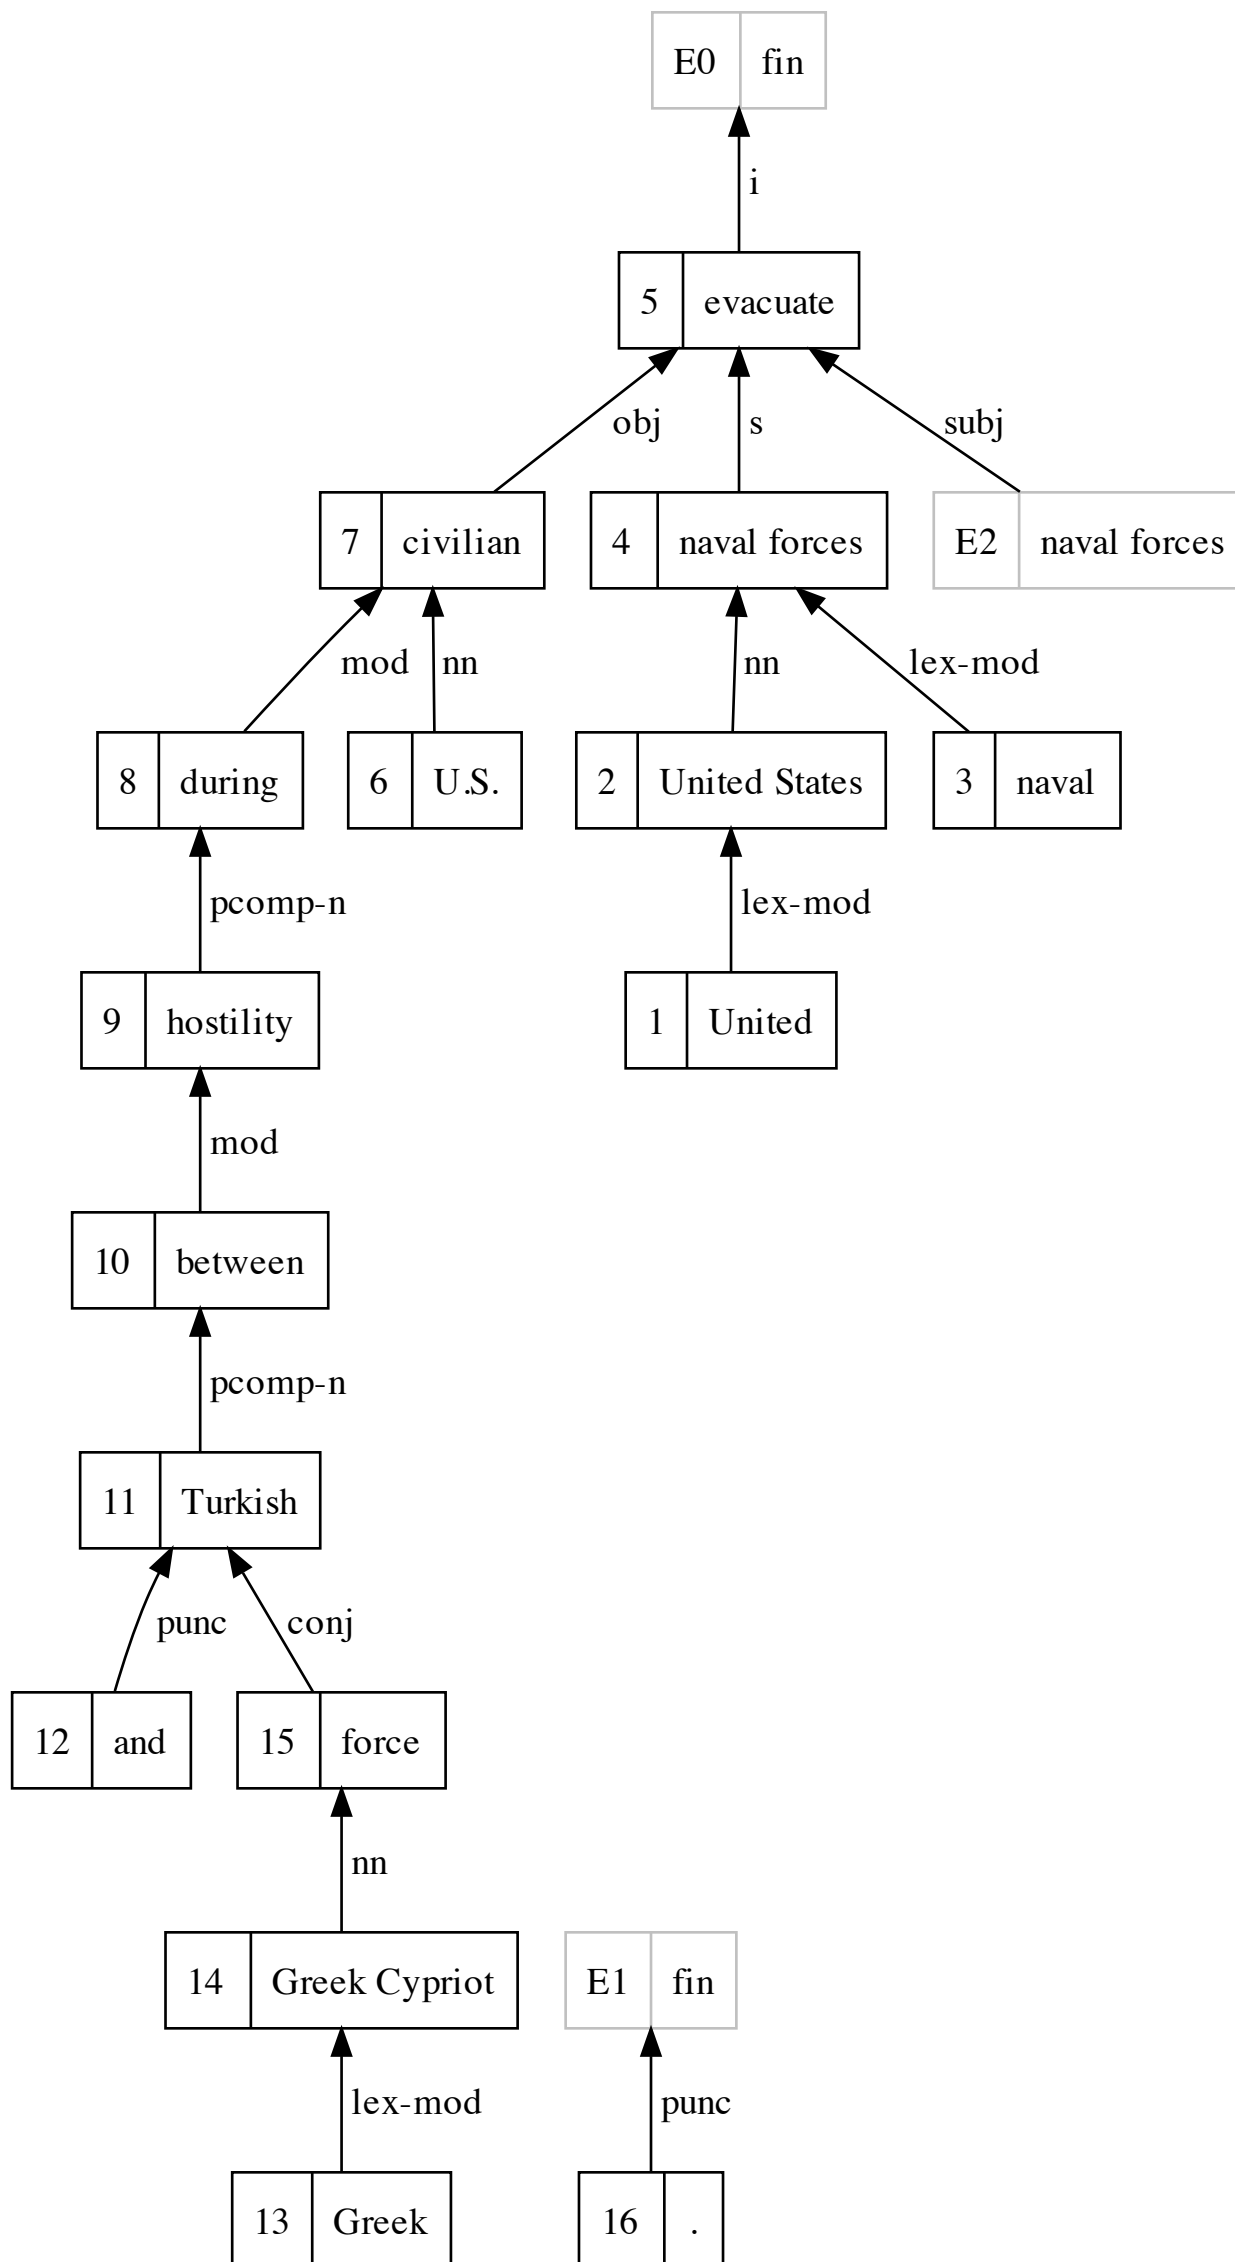 E0 fin
i
5 evacuate
obj s subj
7 civilian 4 naval forces E2 naval forces
mod nn nn lex-mod
8 during 6 U.S. 2 United States 3 naval
pcomp-n lex-mod
9 hostility 1 United
mod
10 between
pcomp-n
11 Turkish
punc conj
12 and 15 force
nn
14 Greek Cypriot E1 fin
lex-mod punc
13 Greek 16 .